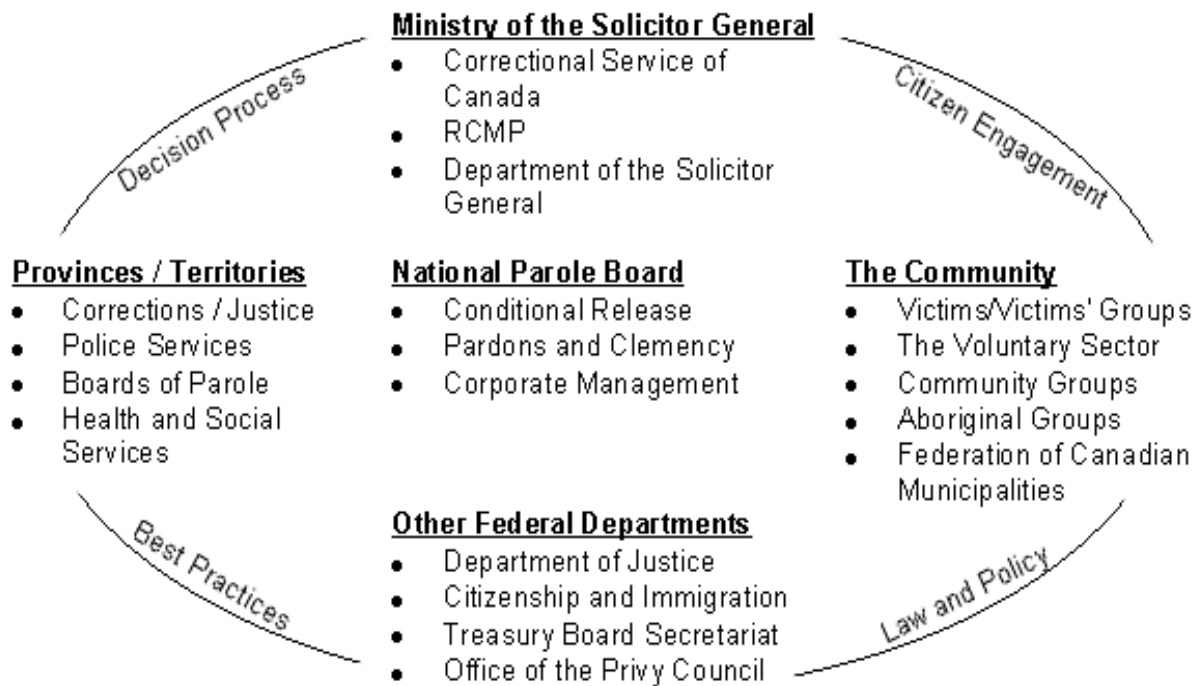 Ministry of the Solicitor General
● Correctional Service of
Canada
● RCMP
● Department of the Solicitor
General
Decision Process
Citizen Engagement
Provinces / Territories
● Corrections / Justice
● Police Services
● Boards of Parole
● Health and Social
Services
National Parole Board
● Conditional Release
● Pardons and Clemency
● Corporate Management
The Community
● Victims/Victims' Groups
● The Voluntary Sector
● Community Groups
● Aboriginal Groups
● Federation of Canadian
Municipalities
Best Practices
Other Federal Departments
● Department of Justice
● Citizenship and Immigration
● Treasury Board Secretariat
● Office of the Privy Council
Law and Policy